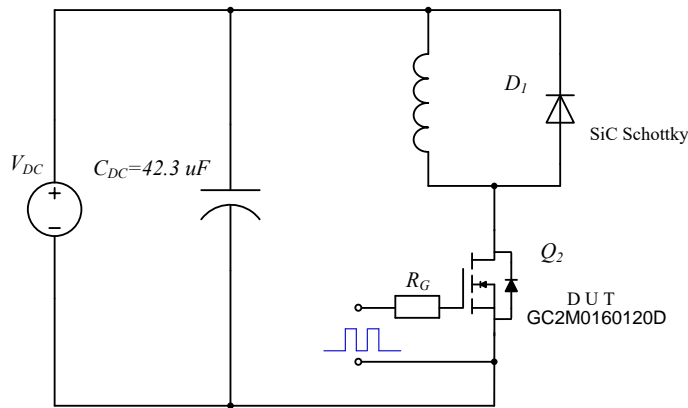 D1
SiC Schottky
VDC
CDC=42.3 uF
Q2
RG
D U T
GC2M0160120D